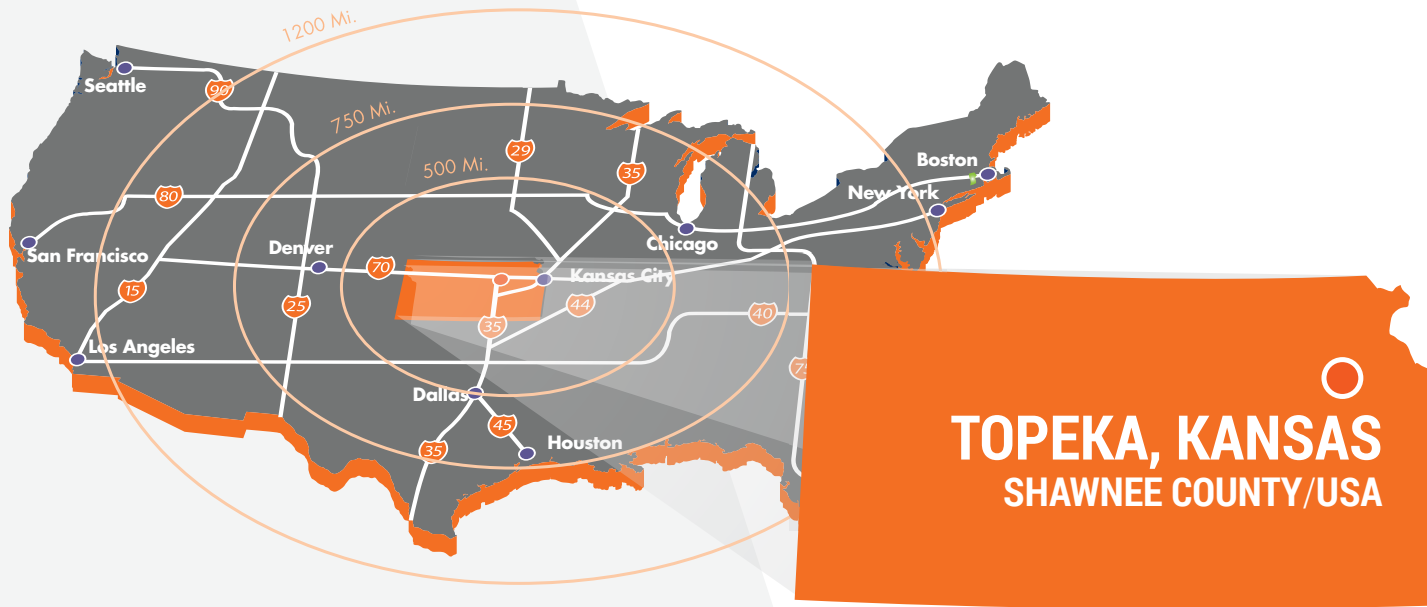 1200 Mi.
Seattle
90
750 Mi.
29
35
500 Mi.
Boston
80
New York
San Francisco
Denver
Chicago
70
Kansas City
15
25
44
40
35
Los Angeles
75
Dallas
45
35
Houston
TOPEKA, KANSAS
SHAWNEE COUNTY/USA